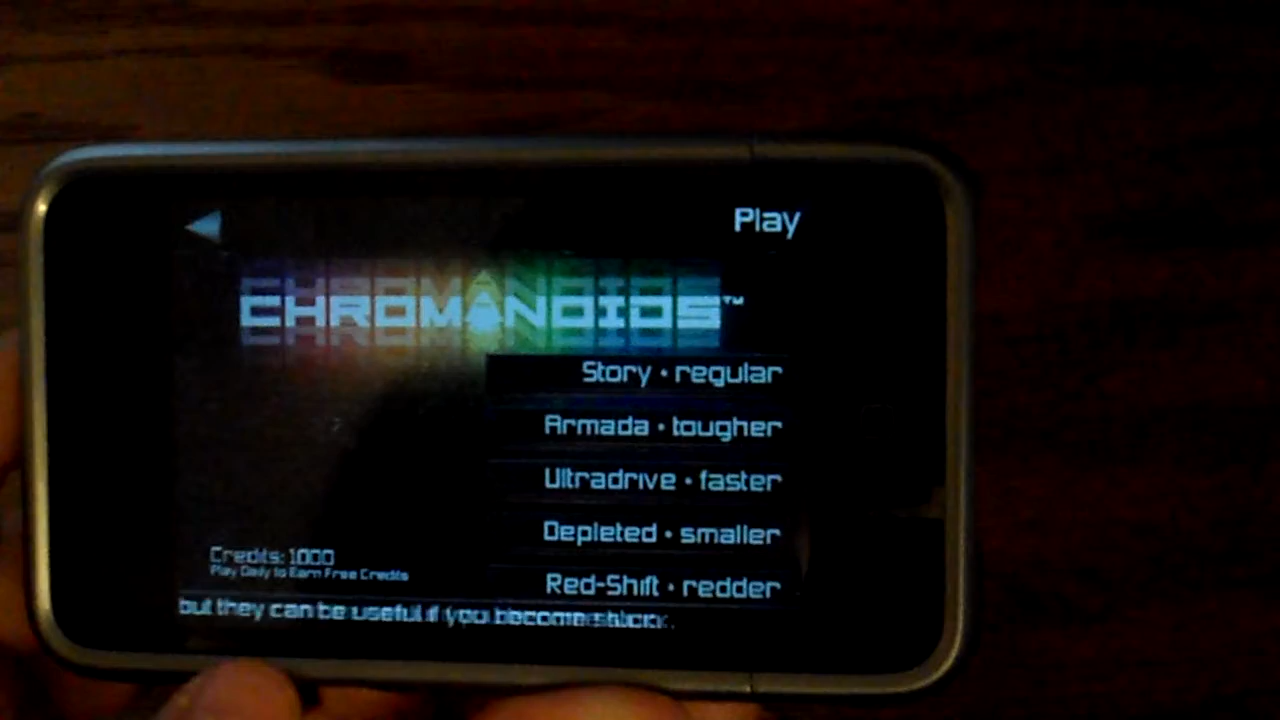 Play
CHROMANOIDS™
Story • regular
Armada • tougher
Ultradrive • faster
Depleted • smaller
Red-Shift • redder
Credits: 1000
Play Daily to Earn Free Credits
but they can be useful if you become stuck.